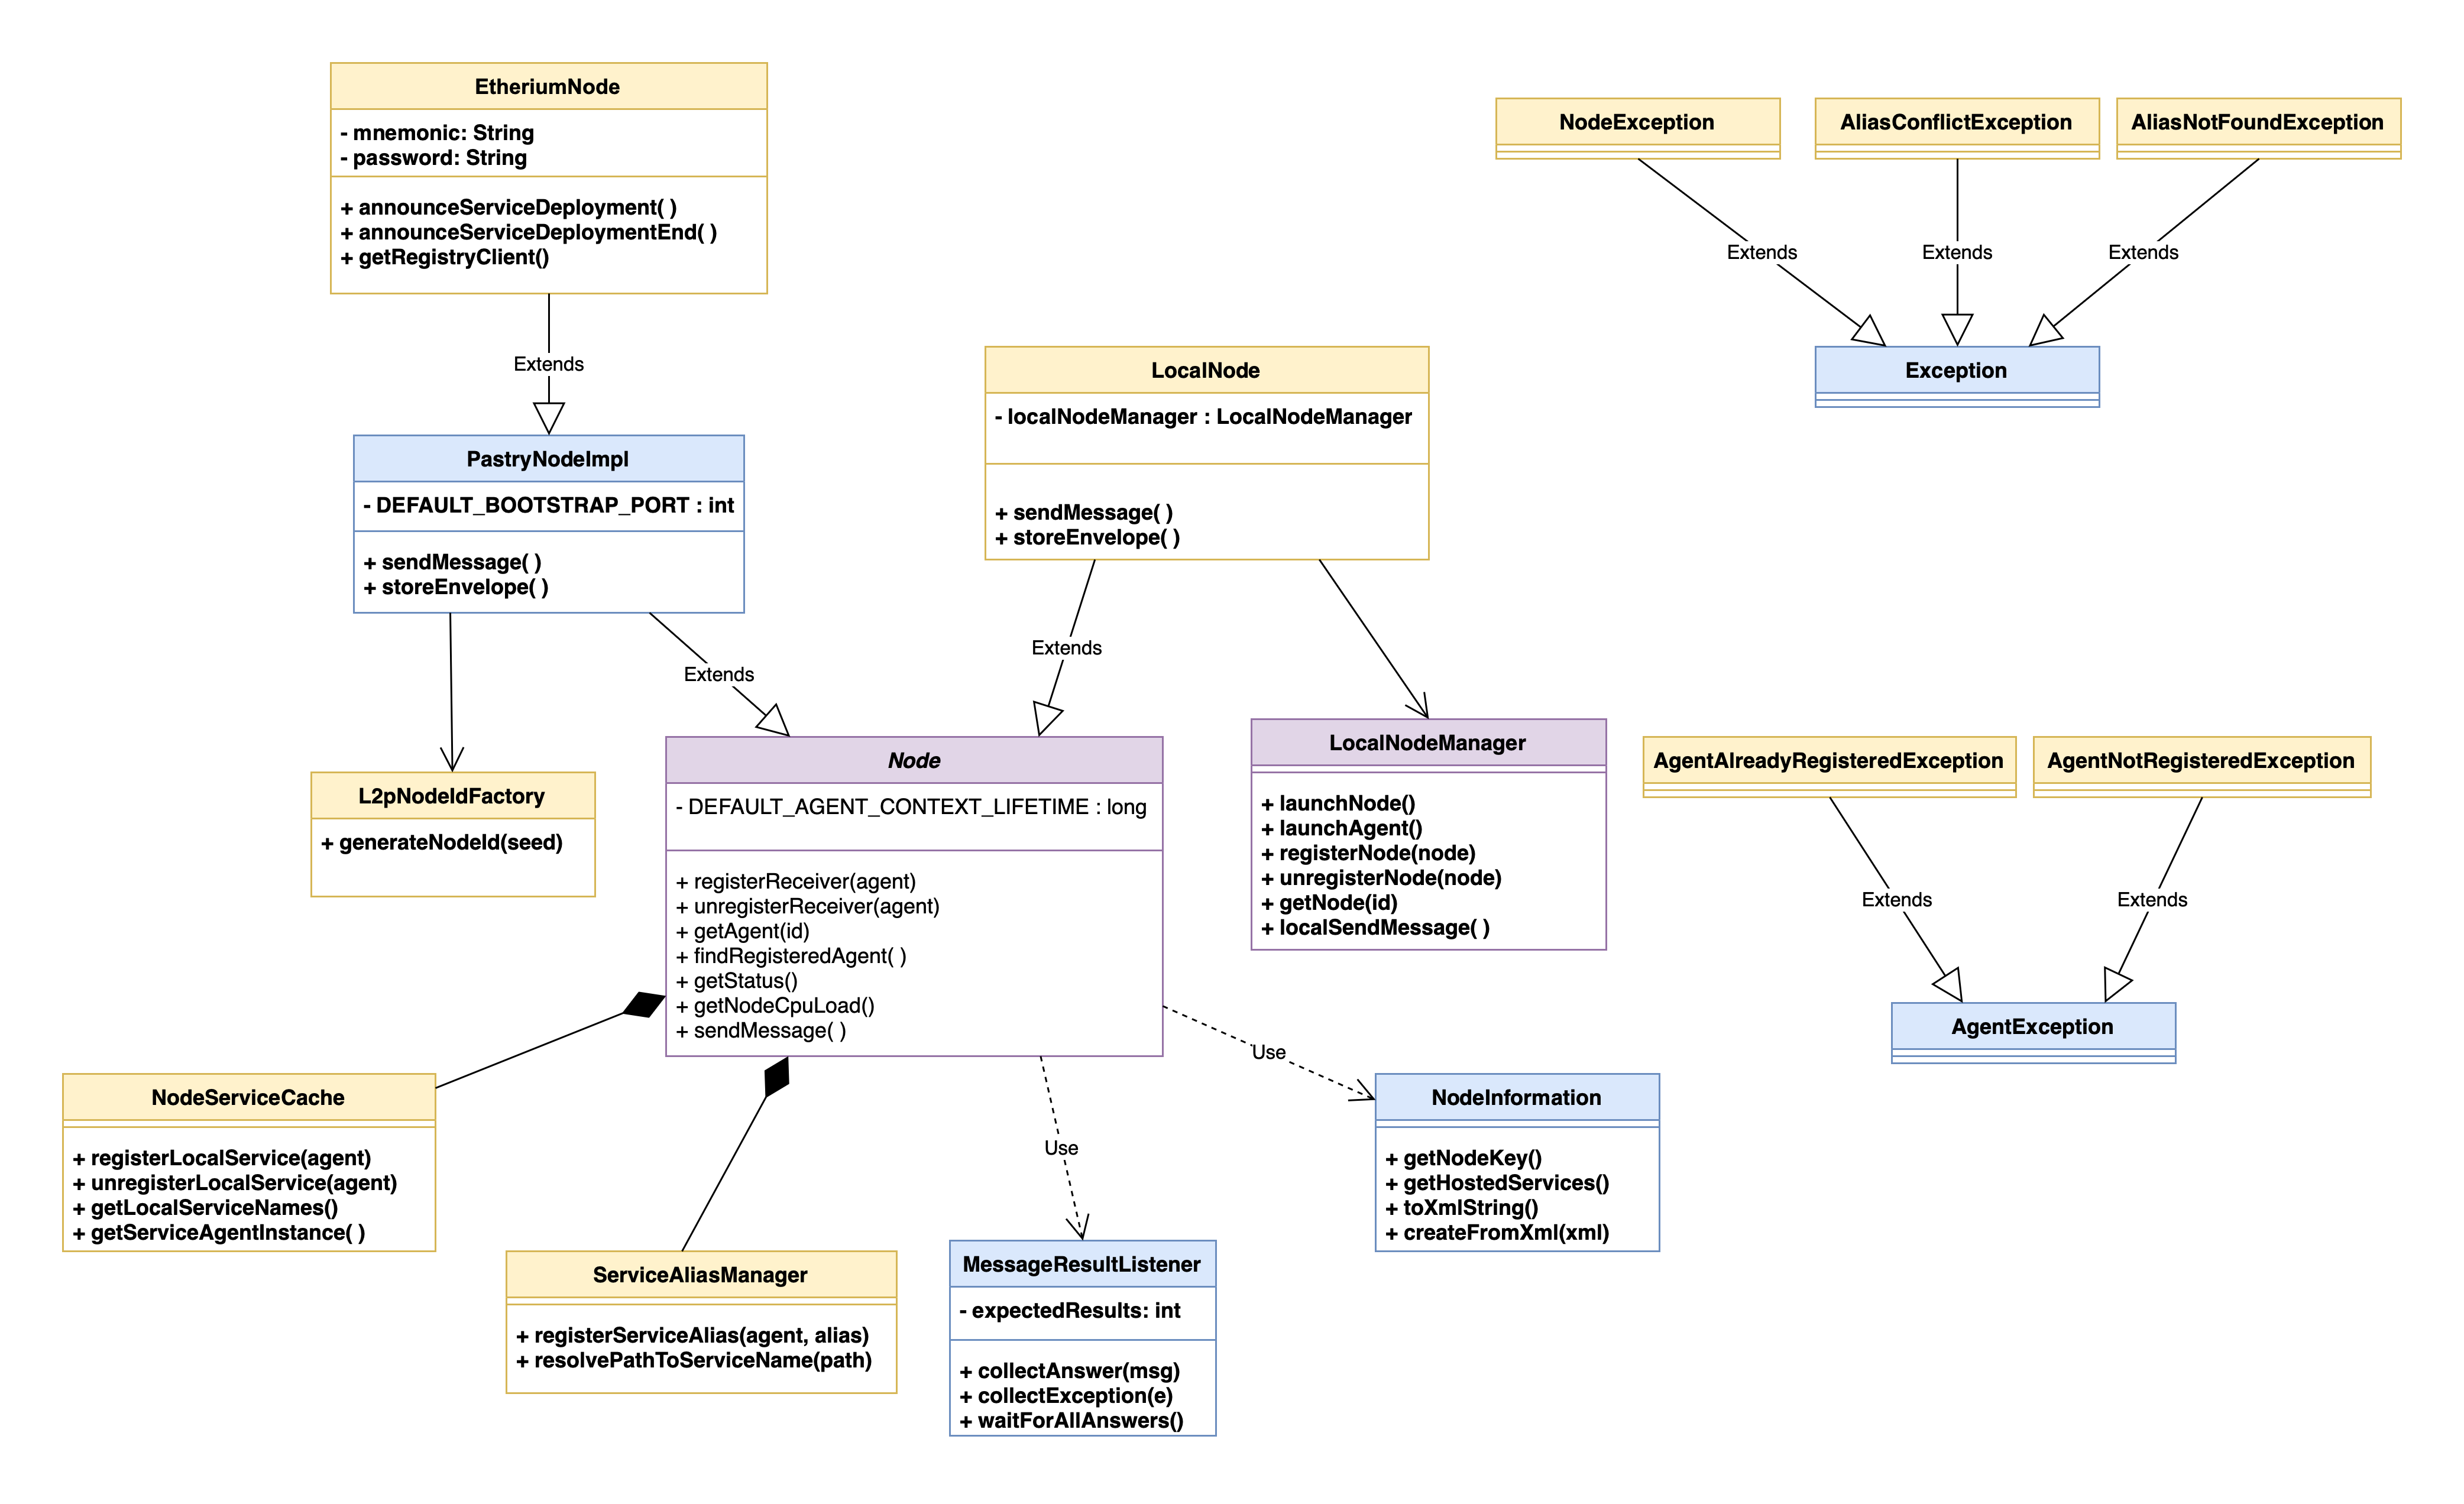 EtheriumNode
- mnemonic: String
- password: String
+ announceServiceDeployment( )
+ announceServiceDeploymentEnd( )
+ getRegistryClient()
Extends
PastryNodeImpl
- DEFAULT_BOOTSTRAP_PORT : int
+ sendMessage( )
+ storeEnvelope( )
Extends
L2pNodeIdFactory
+ generateNodeId(seed)
LocalNode
- localNodeManager : LocalNodeManager
+ sendMessage( )
+ storeEnvelope( )
Extends
LocalNodeManager
+ launchNode()
+ launchAgent()
+ registerNode(node)
+ unregisterNode(node)
+ getNode(id)
+ localSendMessage( )
Node
- DEFAULT_AGENT_CONTEXT_LIFETIME : long
+ registerReceiver(agent)
+ unregisterReceiver(agent)
+ getAgent(id)
+ findRegisteredAgent( )
+ getStatus()
+ getNodeCpuLoad()
+ sendMessage( )
NodeServiceCache
+ registerLocalService(agent)
+ unregisterLocalService(agent)
+ getLocalServiceNames()
+ getServiceAgentInstance( )
ServiceAliasManager
+ registerServiceAlias(agent, alias)
+ resolvePathToServiceName(path)
Use
MessageResultListener
- expectedResults: int
+ collectAnswer(msg)
+ collectException(e)
+ waitForAllAnswers()
Use
NodeInformation
+ getNodeKey()
+ getHostedServices()
+ toXmlString()
+ createFromXml(xml)
NodeException
AliasConflictException
AliasNotFoundException
Extends
Extends
Extends
Exception
AgentAlreadyRegisteredException
AgentNotRegisteredException
Extends
Extends
AgentException